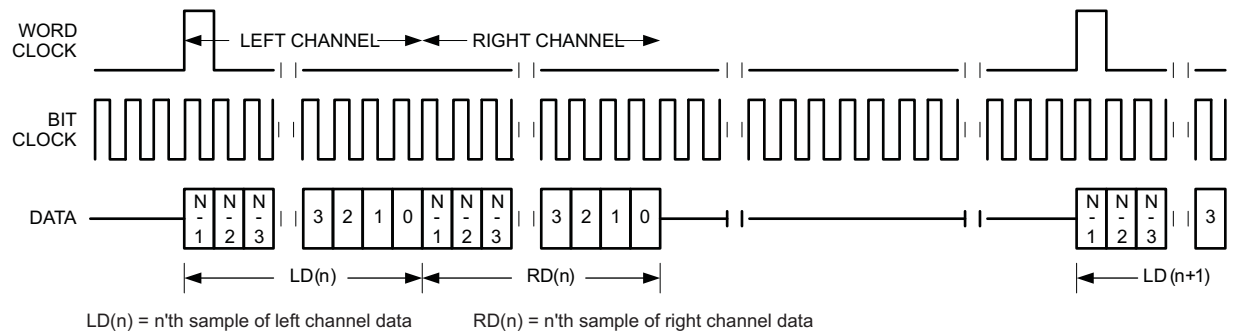 WORD
CLOCK
LEFT CHANNEL
RIGHT CHANNEL
BIT
CLOCK
DATA
N-1 N-2 N-3 3 2 1 0 N-1 N-2 N-3 3 2 1 0 N-1 N-2 N-3 3
LD(n) RD(n) LD (n+1)
LD(n) = n'th sample of left channel data RD(n) = n'th sample of right channel data